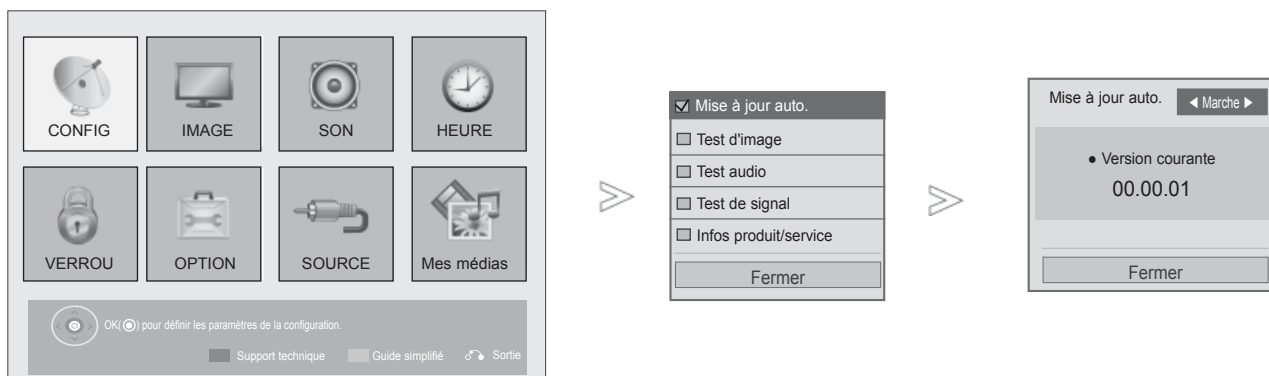 CONFIG
IMAGE
SON
HEURE
VERROU
OPTION
SOURCE
Mes médias
OK( ) pour définir les paramètres de la configuration.
Support technique
Guide simplifié
Sortie
Mise à jour auto.
Test d'image
Test audio
Test de signal
Infos produit/service
Fermer
Mise à jour auto.
◀ Marche ▶
● Version courante
00.00.01
Fermer